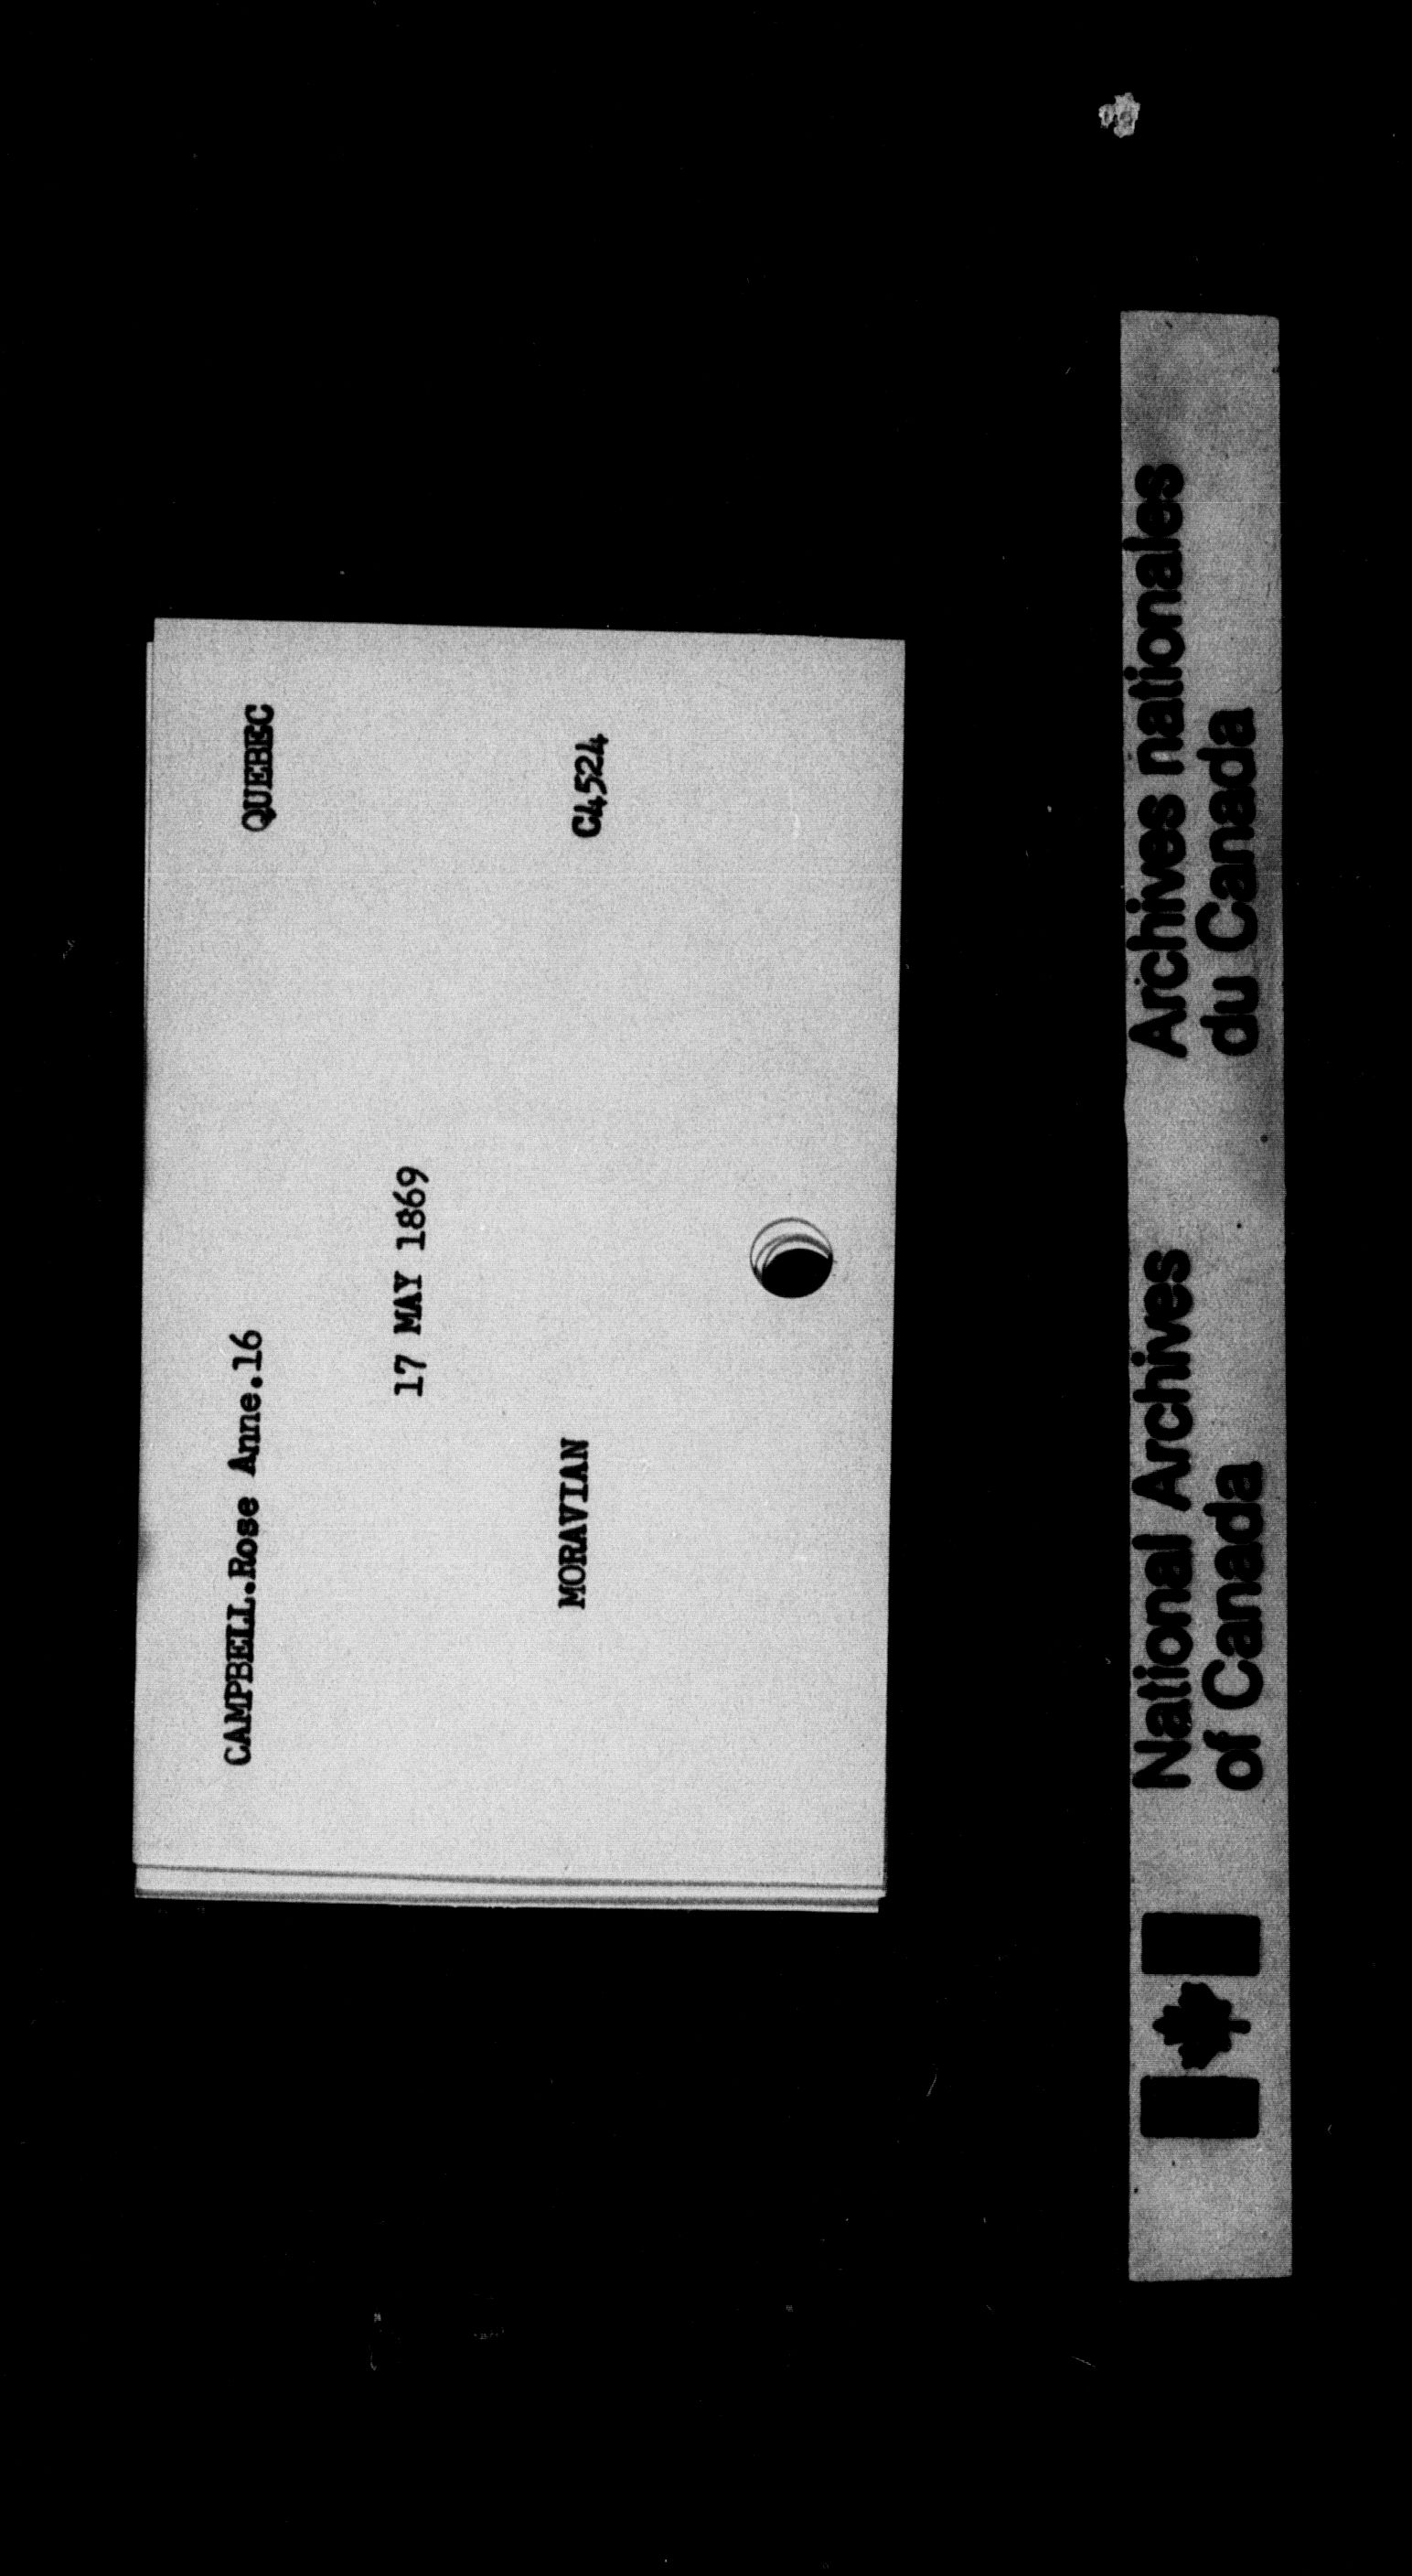 CAMPBELL.Rose Anne.16 QUEBEC
17 MAY 1869
MORAVIAN C4524
National Archives of Canada
Archives nationales du Canada